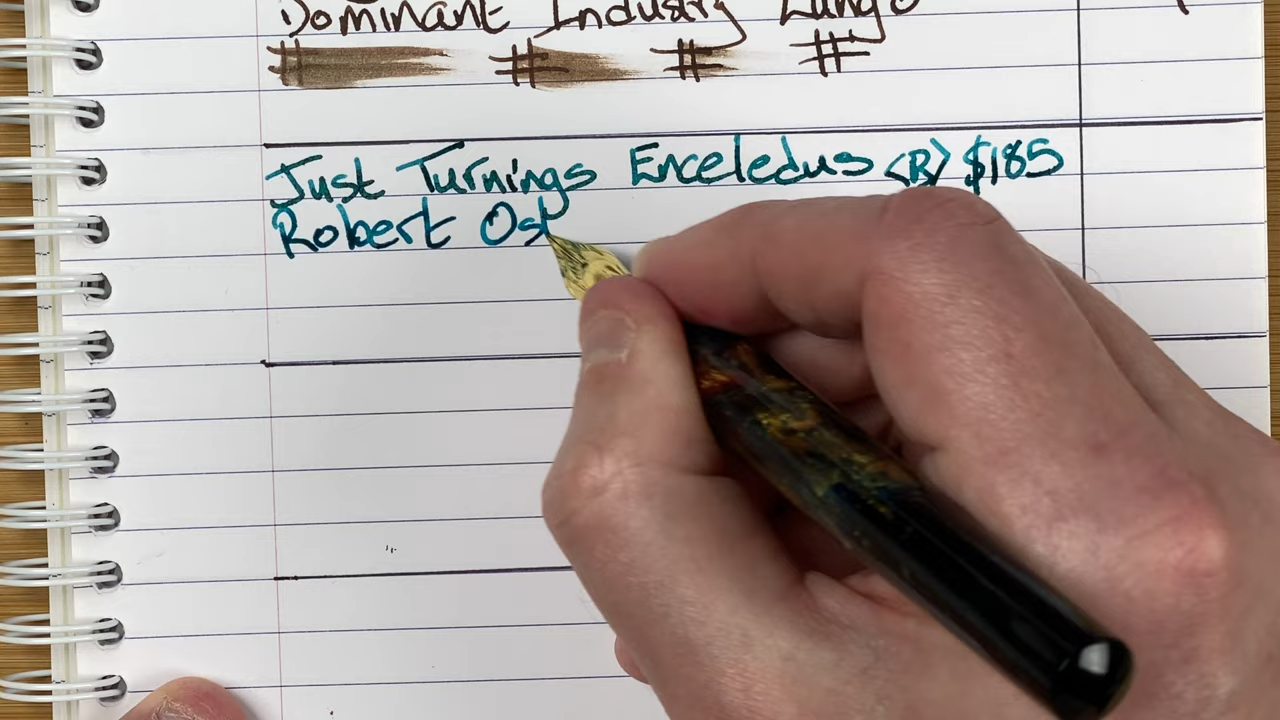 Dominant Industry Lungo
# # # #
Just Turnings Enceledus <R> $185
Robert Ost